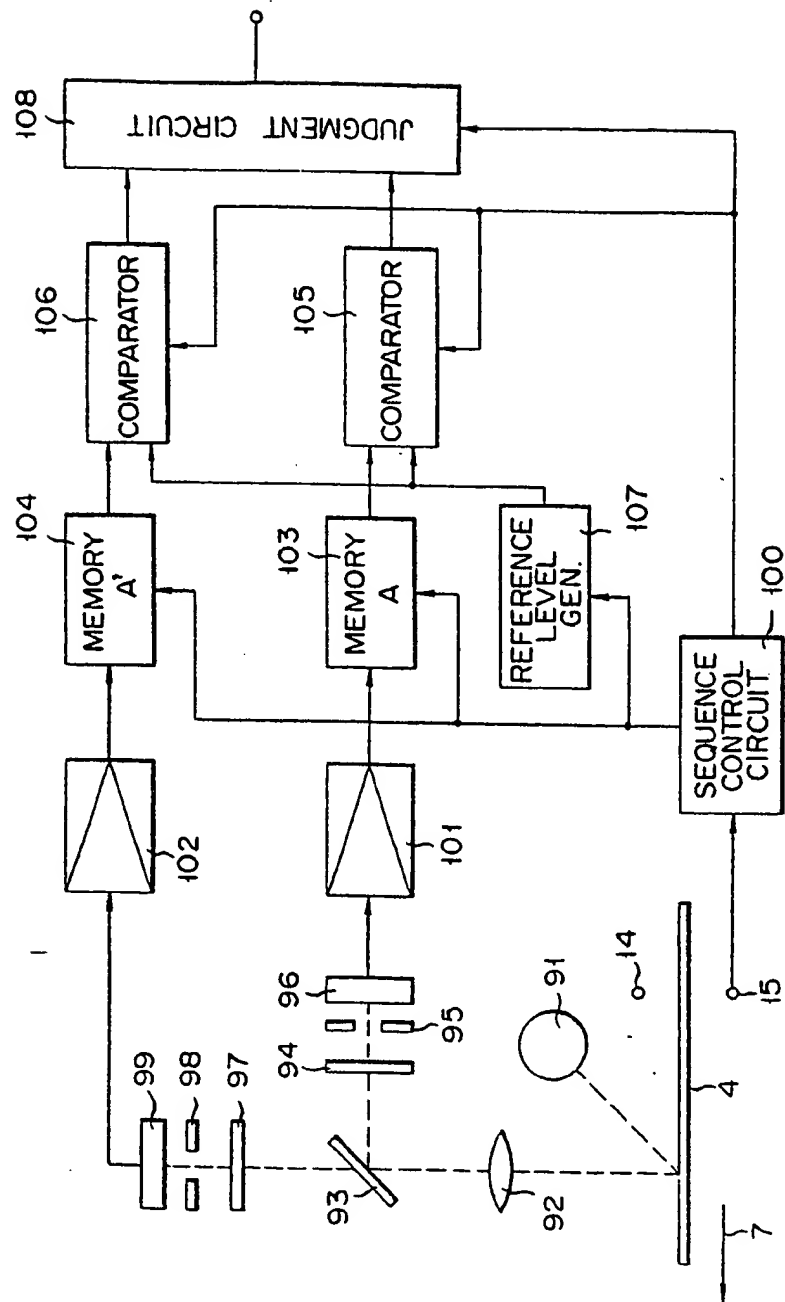 108
JUDGMENT CIRCUIT
106
COMPARATOR
105
COMPARATOR
104
MEMORY
A'
103
MEMORY
A
107
REFERENCE
LEVEL
GEN.
100
SEQUENCE
CONTROL
CIRCUIT
102
101
99
98
97
96
95
94
93
92
91
14
15
4
7